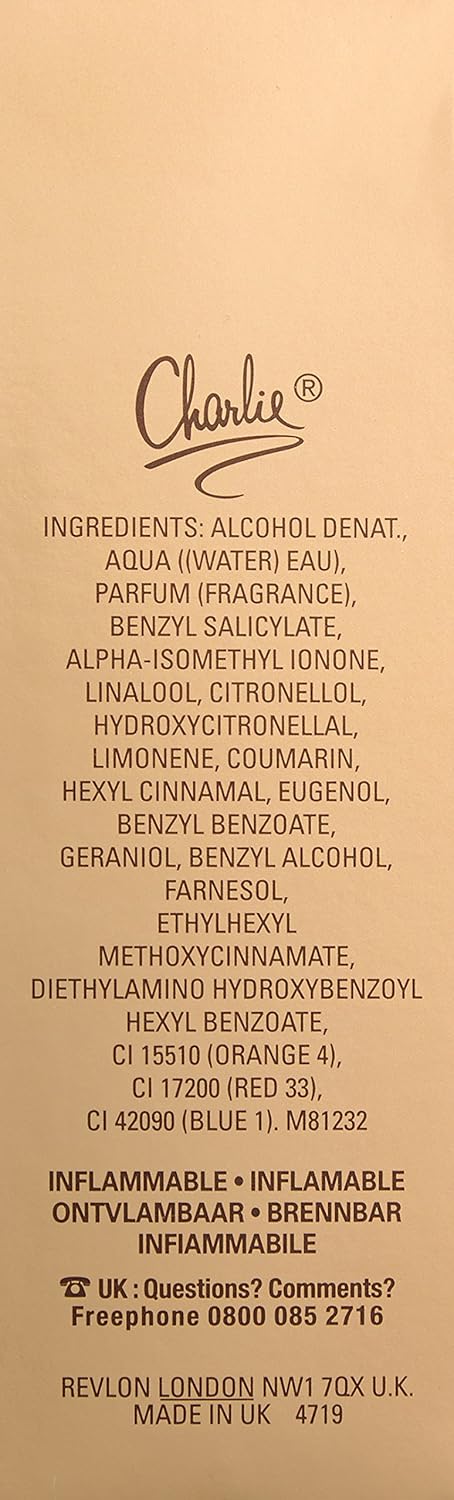 Charlie®
INGREDIENTS: ALCOHOL DENAT.,
AQUA ((WATER) EAU),
PARFUM (FRAGRANCE),
BENZYL SALICYLATE,
ALPHA-ISOMETHYL IONONE,
LINALOOL, CITRONELLOL,
HYDROXYCITRONELLAL,
LIMONENE, COUMARIN,
HEXYL CINNAMAL, EUGENOL,
BENZYL BENZOATE,
GERANIOL, BENZYL ALCOHOL,
FARNESOL,
ETHYLHEXYL
METHOXYCINNAMATE,
DIETHYLAMINO HYDROXYBENZOYL
HEXYL BENZOATE,
CI 15510 (ORANGE 4),
CI 17200 (RED 33),
CI 42090 (BLUE 1). M81232
INFLAMMABLE • INFLAMABLE
ONTVLAMBAAR • BRENNBAR
INFIAMMABILE
☎ UK : Questions? Comments?
Freephone 0800 085 2716
REVLON LONDON NW1 7QX U.K.
MADE IN UK 4719